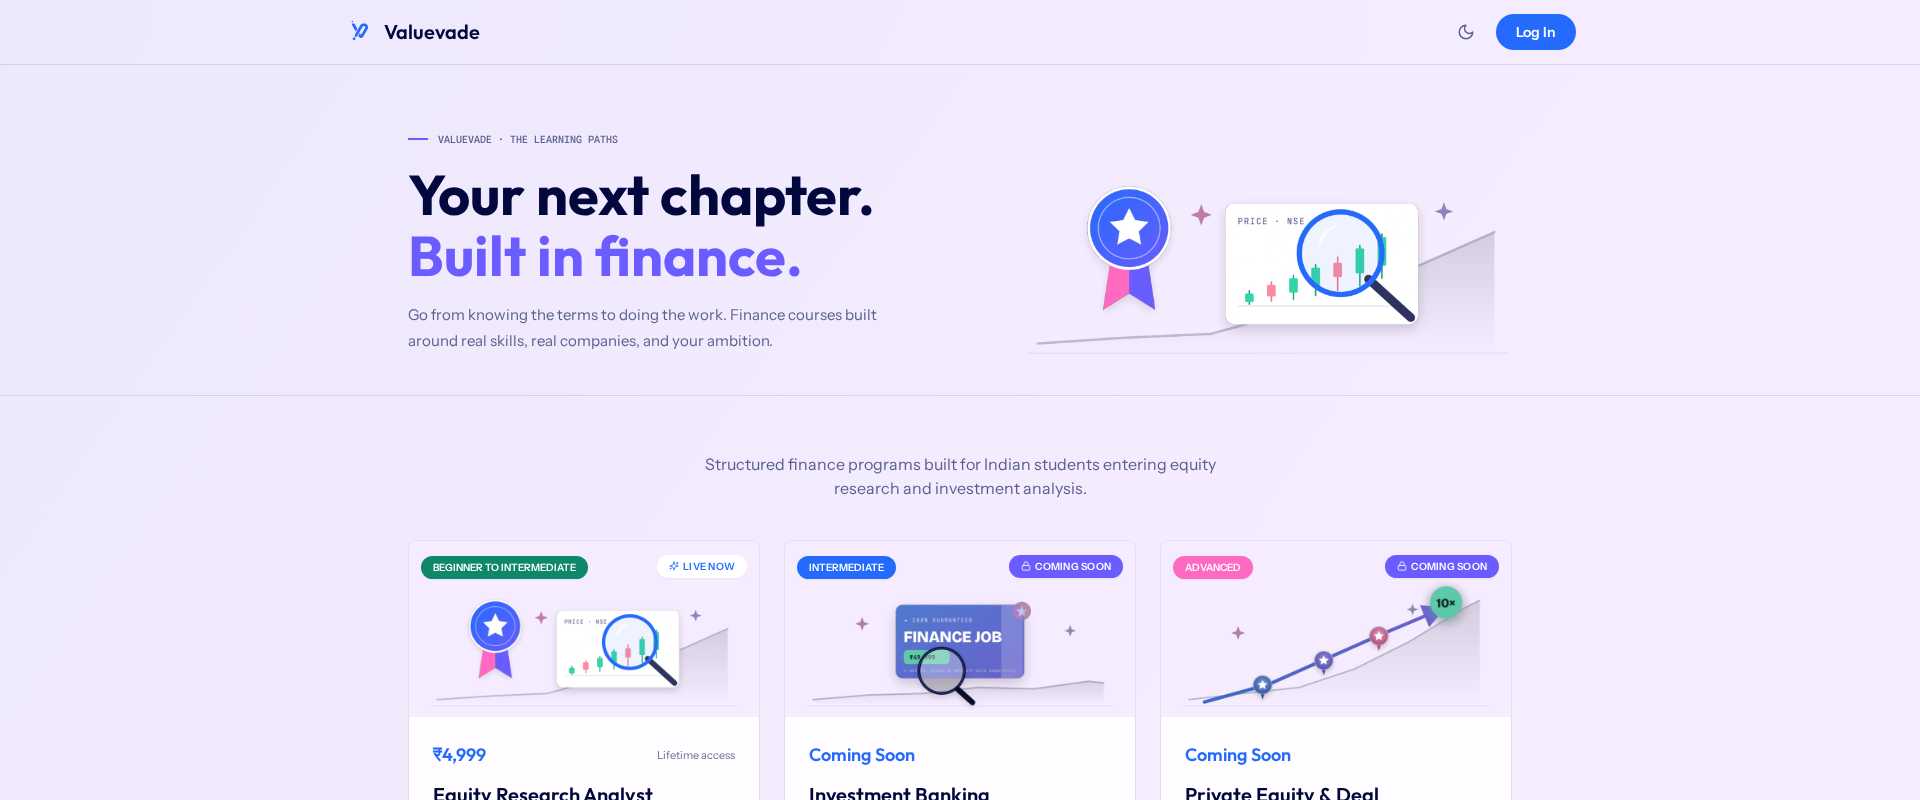 Valuevade
Log In
VALUEVADE · THE LEARNING PATHS
Your next chapter.
Built in finance.
Go from knowing the terms to doing the work. Finance courses built
around real skills, real companies, and your ambition.
PRICE · NSE
Structured finance programs built for Indian students entering equity
research and investment analysis.
BEGINNER TO INTERMEDIATE
LIVE NOW
PRICE · NSE
₹4,999
Lifetime access
Equity Research Analyst
INTERMEDIATE
COMING SOON
100% GUARANTEED
FINANCE JOB
Coming Soon
Investment Banking
ADVANCED
COMING SOON
10×
Coming Soon
Private Equity & Deal